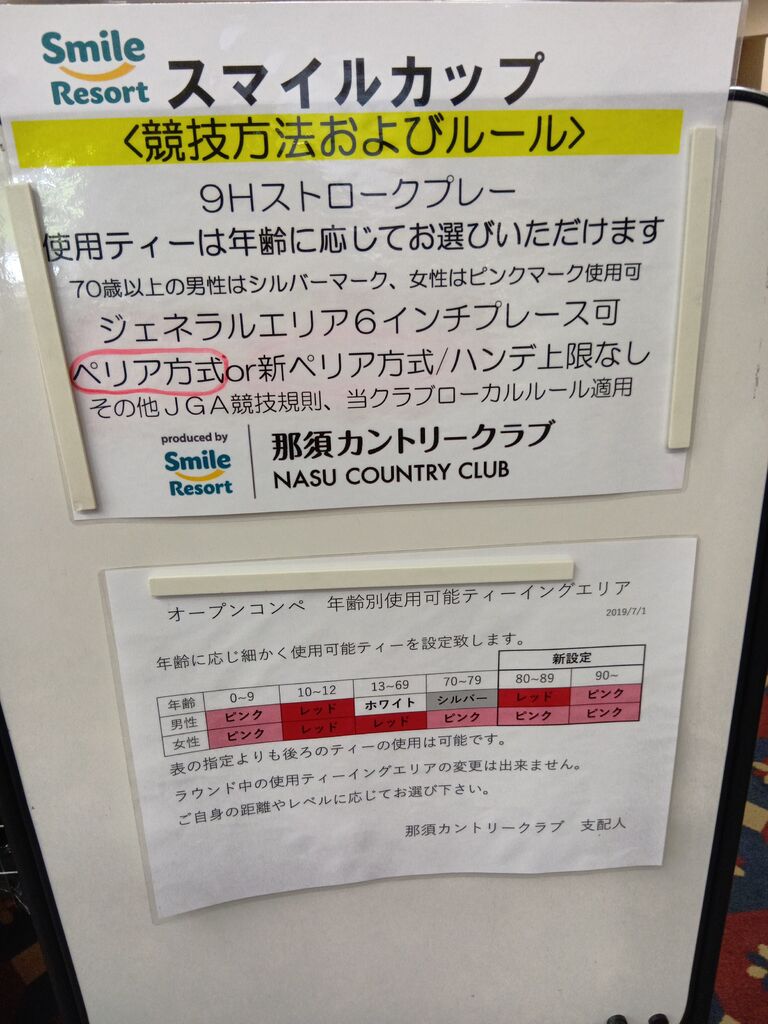 Smile Resort スマイルカップ
<競技方法およびルール>
9Hストロークプレー
使用ティーは年齢に応じてお選びいただけます
70歳以上の男性はシルバーマーク、女性はピンクマーク使用可
ジェネラルエリア6インチプレース可
ペリア方式or新ペリア方式/ハンデ上限なし
その他JGA競技規則、当クラブローカルルール適用
produced by
Smile Resort
那須カントリークラブ
NASU COUNTRY CLUB
オープンコンペ 年齢別使用可能ティーイングエリア
2019/7/1
年齢に応じ細かく使用可能ティーを設定致します。
新設定
年齢 0~9 10~12 13~69 70~79 80~89 90~
男性 ピンク レッド ホワイト シルバー レッド ピンク
女性 ピンク レッド レッド ピンク ピンク ピンク
表の指定よりも後ろのティーの使用は可能です。
ラウンド中の使用ティーイングエリアの変更は出来ません。
ご自身の距離やレベルに応じてお選び下さい。
那須カントリークラブ 支配人